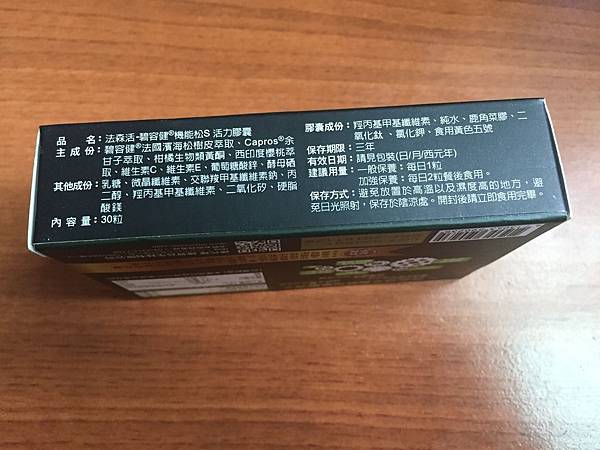 品　　名：法森活-碧容健®機能松S 活力膠囊
主 成 份：碧容健®法國濱海松樹皮萃取、Capros®余
甘子萃取、柑橘生物類黃酮、西印度櫻桃萃
取、維生素C、維生素E、葡萄糖酸鋅、酵母硒
其他成份：乳糖、微晶纖維素、交聯羧甲基纖維素鈉、丙
二醇、羥丙基甲基纖維素、二氧化矽、硬脂
酸鎂
內 容 量：30粒
膠囊成份：羥丙基甲基纖維素、純水、鹿角菜膠、二
氧化鈦、氯化鉀、食用黃色五號
保存期限：三年
有效日期：請見包裝(日/月/西元年)
建議用量：一般保養：每日1粒
加強保養：每日2粒餐後食用。
保存方式：避免放置於高溫以及濕度高的地方，避
免日光照射，保存於陰涼處。開封後請立即食用完畢。